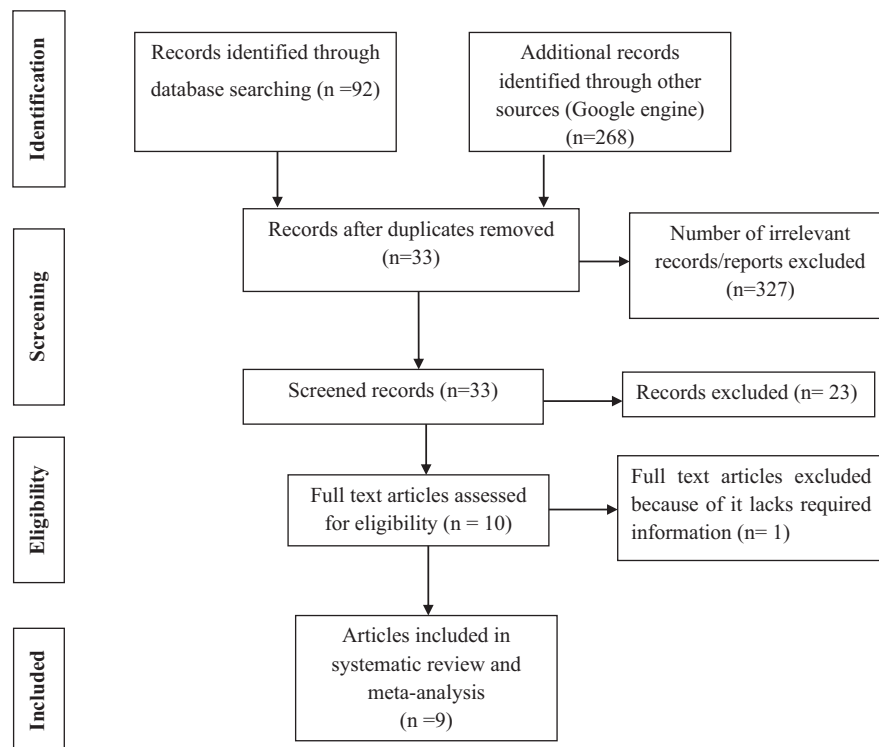 Identification
Records identified through
database searching (n =92)
Additional records
identified through other
sources (Google engine)
(n=268)
Screening
Records after duplicates removed
(n=33)
Number of irrelevant
records/reports excluded
(n=327)
Screened records (n=33)
Records excluded (n= 23)
Eligibility
Full text articles assessed
for eligibility (n = 10)
Full text articles excluded
because of it lacks required
information (n= 1)
Included
Articles included in
systematic review and
meta-analysis
(n =9)